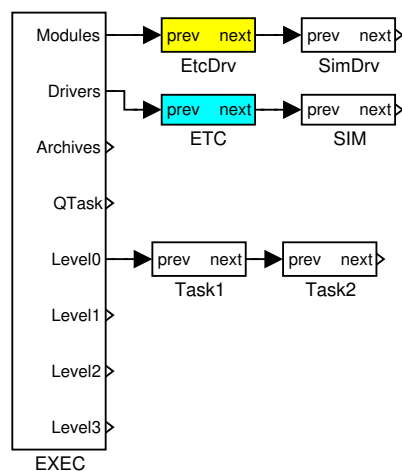 Modules
prev next
prev next
EtcDrv
SimDrv
Drivers
prev next
prev next
ETC
SIM
Archives
QTask
Level0
prev next
prev next
Task1
Task2
Level1
Level2
Level3
EXEC